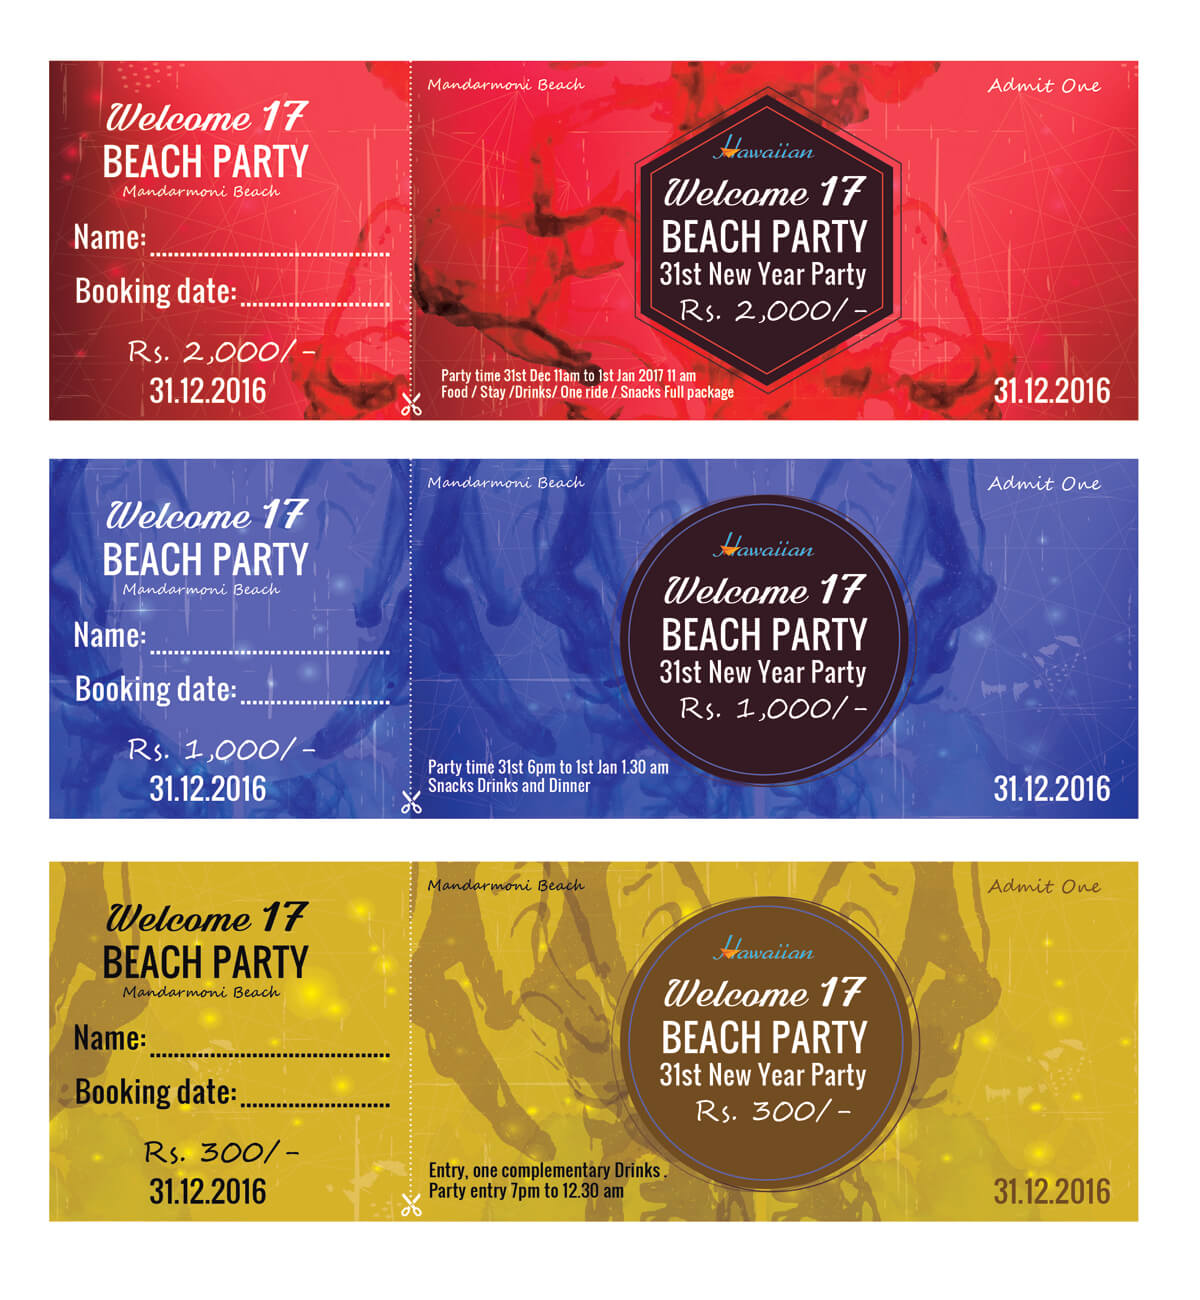 Welcome 17
BEACH PARTY
Mandarmoni Beach
Name:
Booking date:
Rs. 2,000/-
31.12.2016
Mandarmoni Beach
Admit One
Hawaiian
Welcome 17
BEACH PARTY
31st New Year Party
Rs. 2,000/-
Party time 31st Dec 11am to 1st Jan 2017 11 am
Food / Stay /Drinks/ One ride / Snacks Full package
31.12.2016
Welcome 17
BEACH PARTY
Mandarmoni Beach
Name:
Booking date:
Rs. 1,000/-
31.12.2016
Mandarmoni Beach
Admit One
Hawaiian
Welcome 17
BEACH PARTY
31st New Year Party
Rs. 1,000/-
Party time 31st 6pm to 1st Jan 1.30 am
Snacks Drinks and Dinner
31.12.2016
Welcome 17
BEACH PARTY
Mandarmoni Beach
Name:
Booking date:
Rs. 300/-
31.12.2016
Mandarmoni Beach
Admit One
Hawaiian
Welcome 17
BEACH PARTY
31st New Year Party
Rs. 300/-
Entry, one complementary Drinks .
Party entry 7pm to 12.30 am
31.12.2016